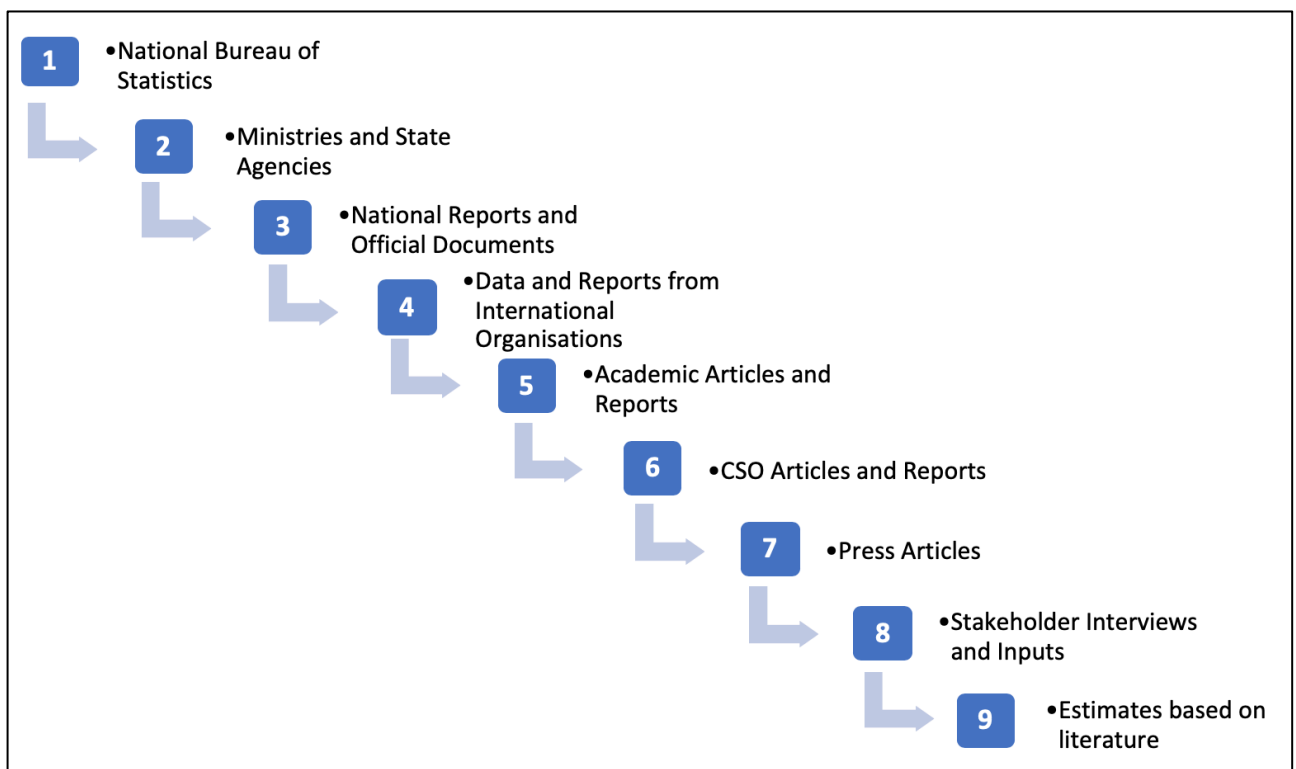 1
•National Bureau of
Statistics
2
•Ministries and State
Agencies
3
•National Reports and
Official Documents
4
•Data and Reports from
International
Organisations
5
•Academic Articles and
Reports
6
•CSO Articles and Reports
7
•Press Articles
8
•Stakeholder Interviews
and Inputs
9
•Estimates based on
literature